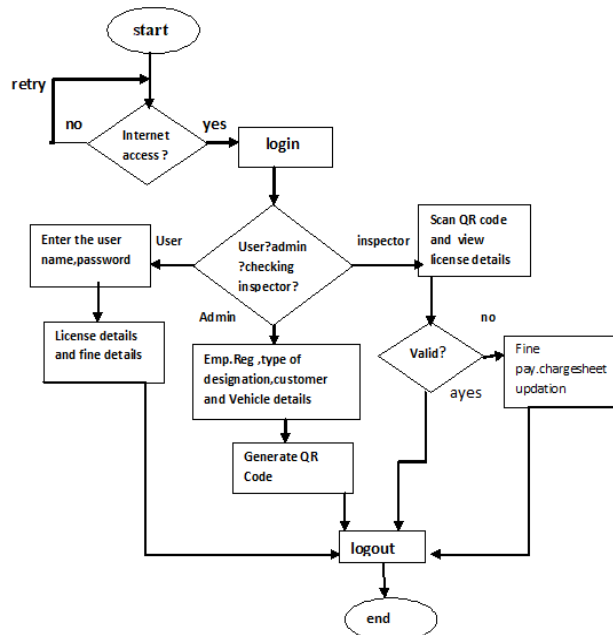 start
retry
no
Internet
access ?
yes
login
Enter the user
name,password
User
User?admin
?checking
inspector?
inspector
Scan QR code
and view
license details
Admin
License details
and fine details
Emp.Reg ,type of
designation,customer
and Vehicle details
Valid?
no
ayes
Fine
pay.chargesheet
updation
Generate QR
Code
logout
end